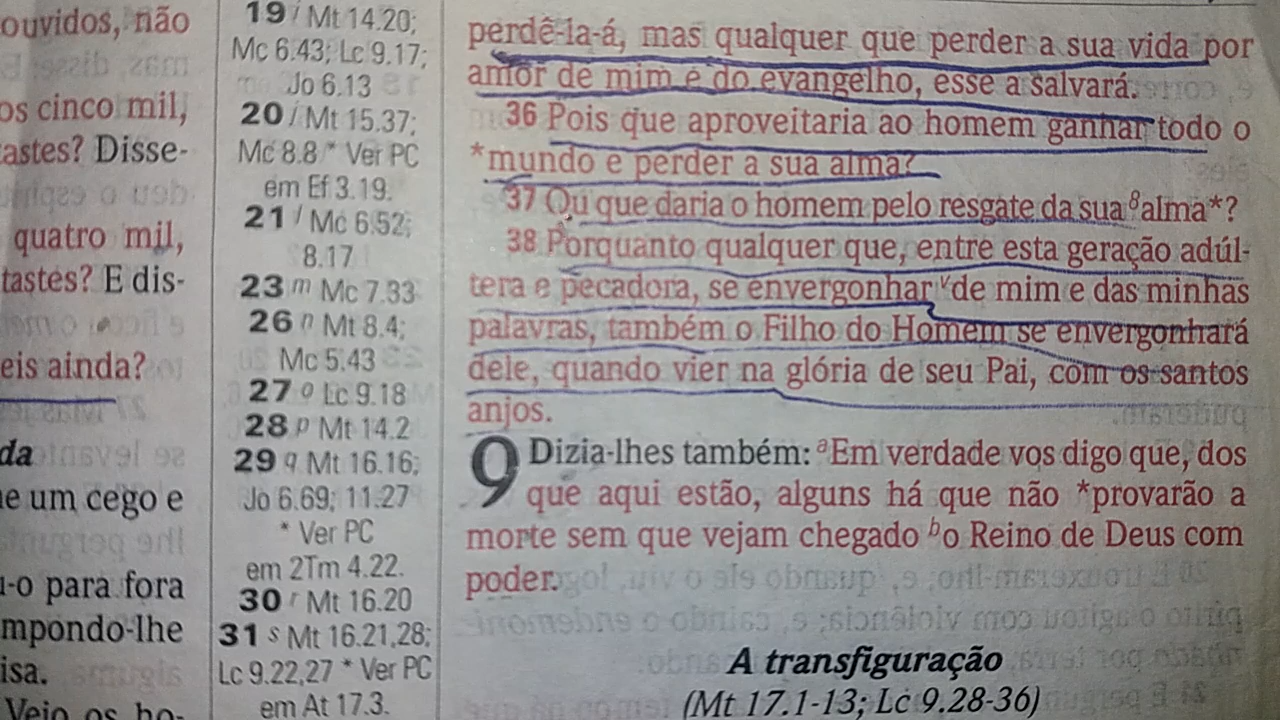 ouvidos, não
os cinco mil,
tastes? Disse-
quatro mil,
tastes? E dis-
eis ainda?
da
e um cego e
u-o para fora
mpondo-lhe
isa.
Veio os ho-
19 i Mt 14.20;
Mc 6.43; Lc 9.17;
Jo 6.13
20 j Mt 15.37;
Mc 8.8 * Ver PC
em Ef 3.19.
21 l Mc 6.52;
8.17
23 m Mc 7.33
26 n Mt 8.4;
Mc 5.43
27 o Lc 9.18
28 p Mt 14.2
29 q Mt 16.16;
Jo 6.69; 11.27
* Ver PC
em 2Tm 4.22.
30 r Mt 16.20
31 s Mt 16.21,28;
Lc 9.22,27 * Ver PC
em At 17.3.
perdê-la-á, mas qualquer que perder a sua vida por
amor de mim e do evangelho, esse a salvará.
36 Pois que aproveitaria ao homem ganhar todo o
*mundo e perder a sua alma?
37 Ou que daria o homem pelo resgate da sua 8alma*?
38 Porquanto qualquer que, entre esta geração adúl-
tera e pecadora, se envergonhar v de mim e das minhas
palavras, também o Filho do Homem se envergonhará
dele, quando vier na glória de seu Pai, com os santos
anjos.
9 Dizia-lhes também: a Em verdade vos digo que, dos
que aqui estão, alguns há que não *provarão a
morte sem que vejam chegado b o Reino de Deus com
poder.
A transfiguração
(Mt 17.1-13; Lc 9.28-36)